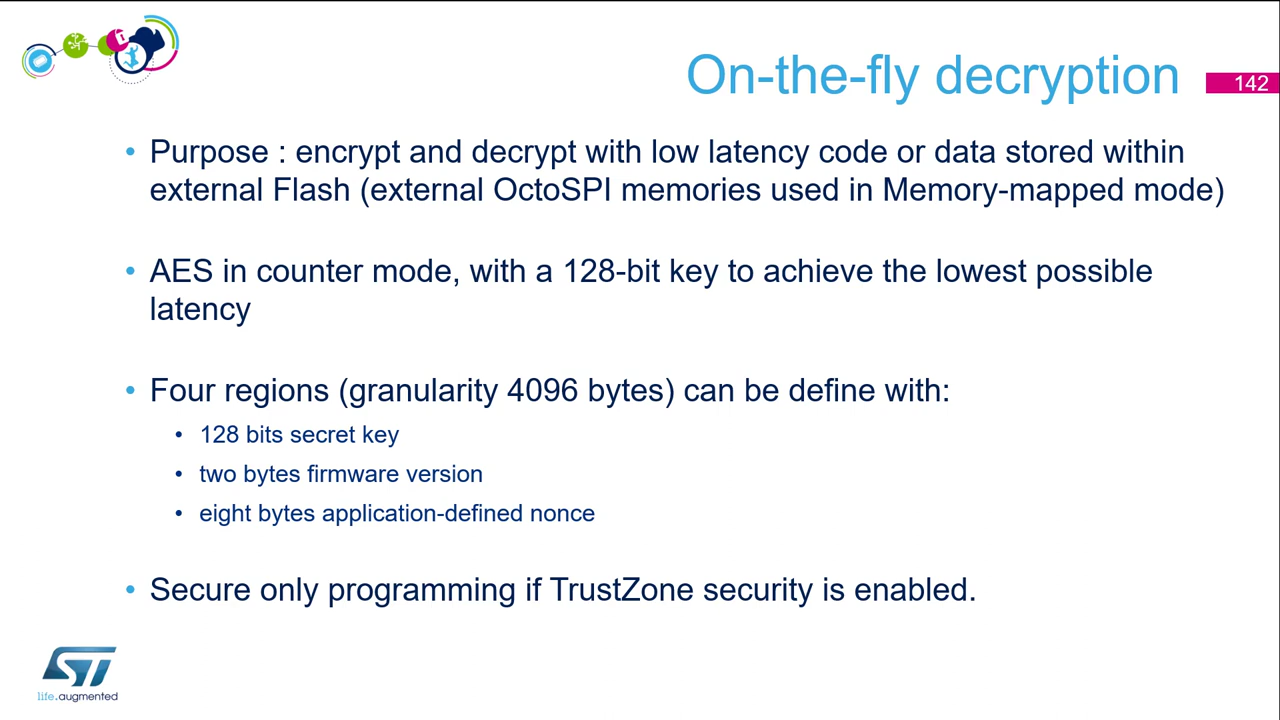 On-the-fly decryption
142
• Purpose : encrypt and decrypt with low latency code or data stored within
external Flash (external OctoSPI memories used in Memory-mapped mode)
• AES in counter mode, with a 128-bit key to achieve the lowest possible
latency
• Four regions (granularity 4096 bytes) can be define with:
• 128 bits secret key
• two bytes firmware version
• eight bytes application-defined nonce
• Secure only programming if TrustZone security is enabled.
ST
life.augmented